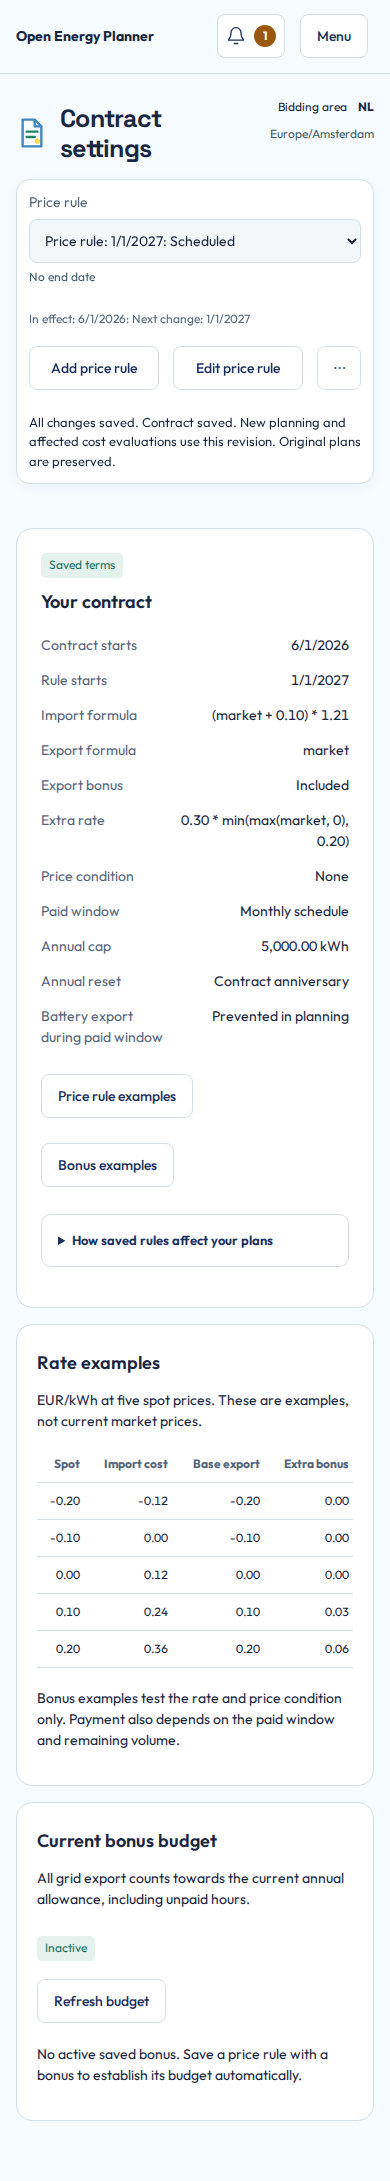 Open Energy Planner
1
Menu
Contract
settings
Bidding area NL
Europe/Amsterdam
Price rule
Price rule: 1/1/2027: Scheduled
No end date
In effect: 6/1/2026: Next change: 1/1/2027
Add price rule
Edit price rule
...
All changes saved. Contract saved. New planning and
affected cost evaluations use this revision. Original plans
are preserved.
Saved terms
Your contract
Contract starts 6/1/2026
Rule starts 1/1/2027
Import formula (market + 0.10) * 1.21
Export formula market
Export bonus Included
Extra rate 0.30 * min(max(market, 0),
0.20)
Price condition None
Paid window Monthly schedule
Annual cap 5,000.00 kWh
Annual reset Contract anniversary
Battery export Prevented in planning
during paid window
Price rule examples
Bonus examples
How saved rules affect your plans
Rate examples
EUR/kWh at five spot prices. These are examples,
not current market prices.
Spot Import cost Base export Extra bonus
-0.20 -0.12 -0.20 0.00
-0.10 0.00 -0.10 0.00
0.00 0.12 0.00 0.00
0.10 0.24 0.10 0.03
0.20 0.36 0.20 0.06
Bonus examples test the rate and price condition
only. Payment also depends on the paid window
and remaining volume.
Current bonus budget
All grid export counts towards the current annual
allowance, including unpaid hours.
Inactive
Refresh budget
No active saved bonus. Save a price rule with a
bonus to establish its budget automatically.